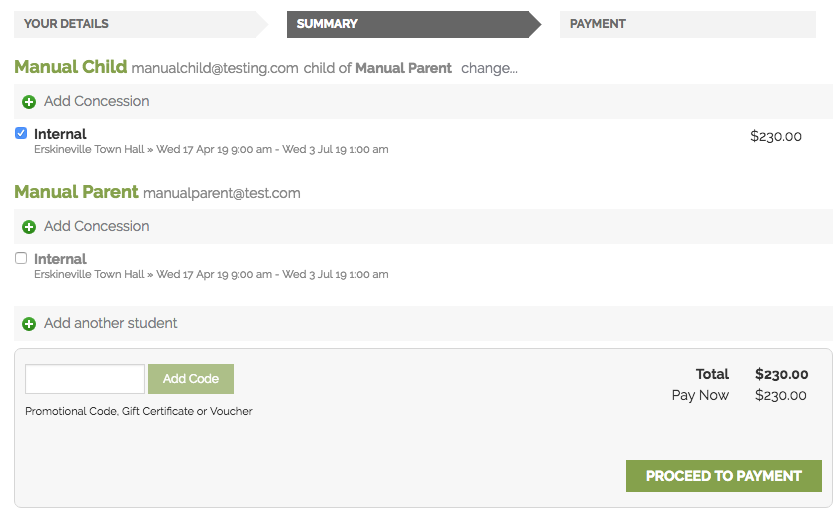 YOUR DETAILS SUMMARY PAYMENT
Manual Child manualchild@testing.com child of Manual Parent change...
Add Concession
Internal $230.00
Erskineville Town Hall » Wed 17 Apr 19 9:00 am - Wed 3 Jul 19 1:00 am
Manual Parent manualparent@test.com
Add Concession
Internal
Erskineville Town Hall » Wed 17 Apr 19 9:00 am - Wed 3 Jul 19 1:00 am
Add another student
Add Code
Promotional Code, Gift Certificate or Voucher
Total $230.00
Pay Now $230.00
PROCEED TO PAYMENT